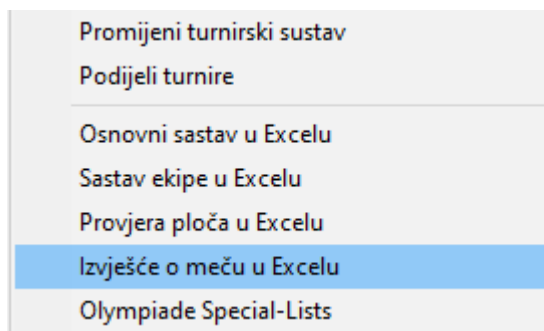 Promijeni turnirski sustav
Podijeli turnire
Osnovni sastav u Excelu
Sastav ekipe u Excelu
Provjera ploča u Excelu
Izvješće o meču u Excelu
Olympiade Special-Lists